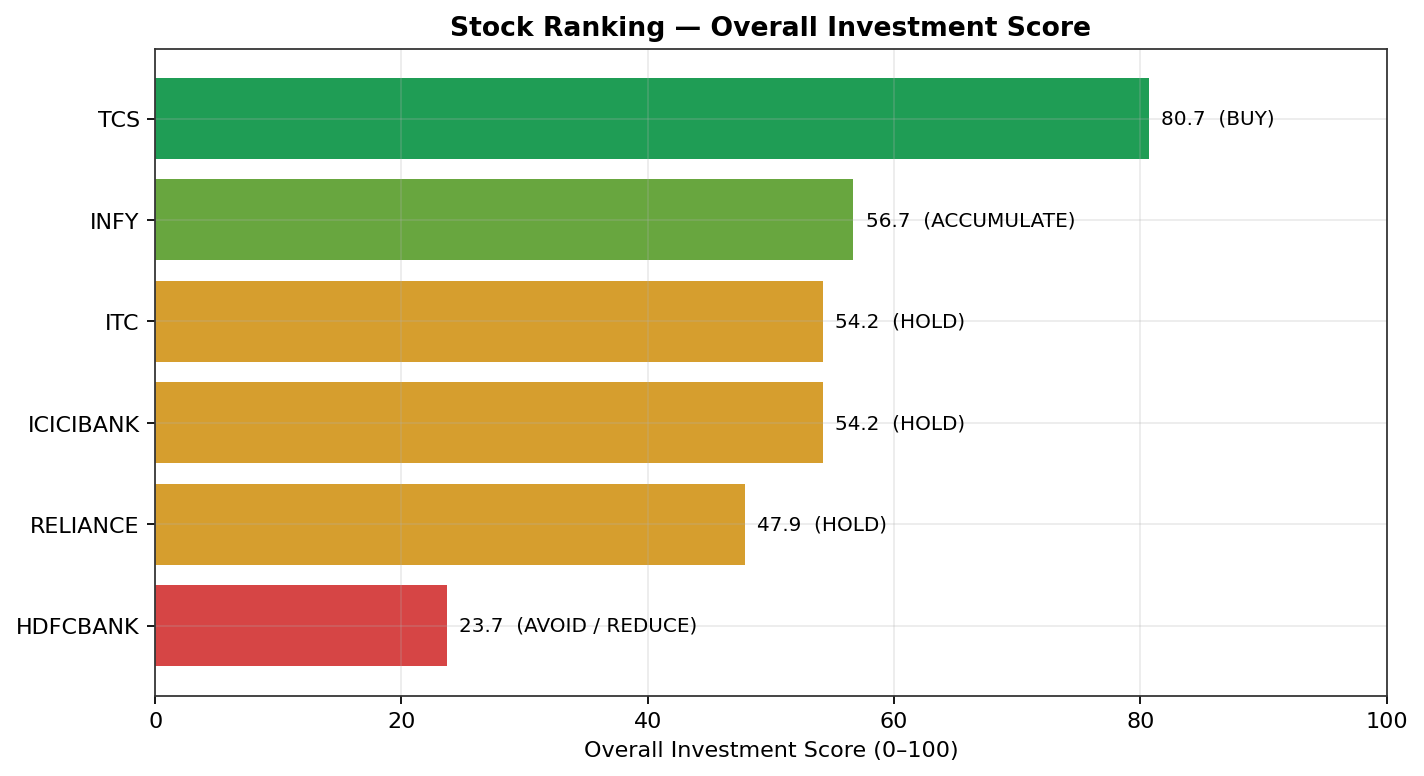 Stock Ranking — Overall Investment Score
TCS
80.7  (BUY)
INFY
56.7  (ACCUMULATE)
ITC
54.2  (HOLD)
ICICIBANK
54.2  (HOLD)
RELIANCE
47.9  (HOLD)
HDFCBANK
23.7  (AVOID / REDUCE)
0 20 40 60 80 100
Overall Investment Score (0–100)